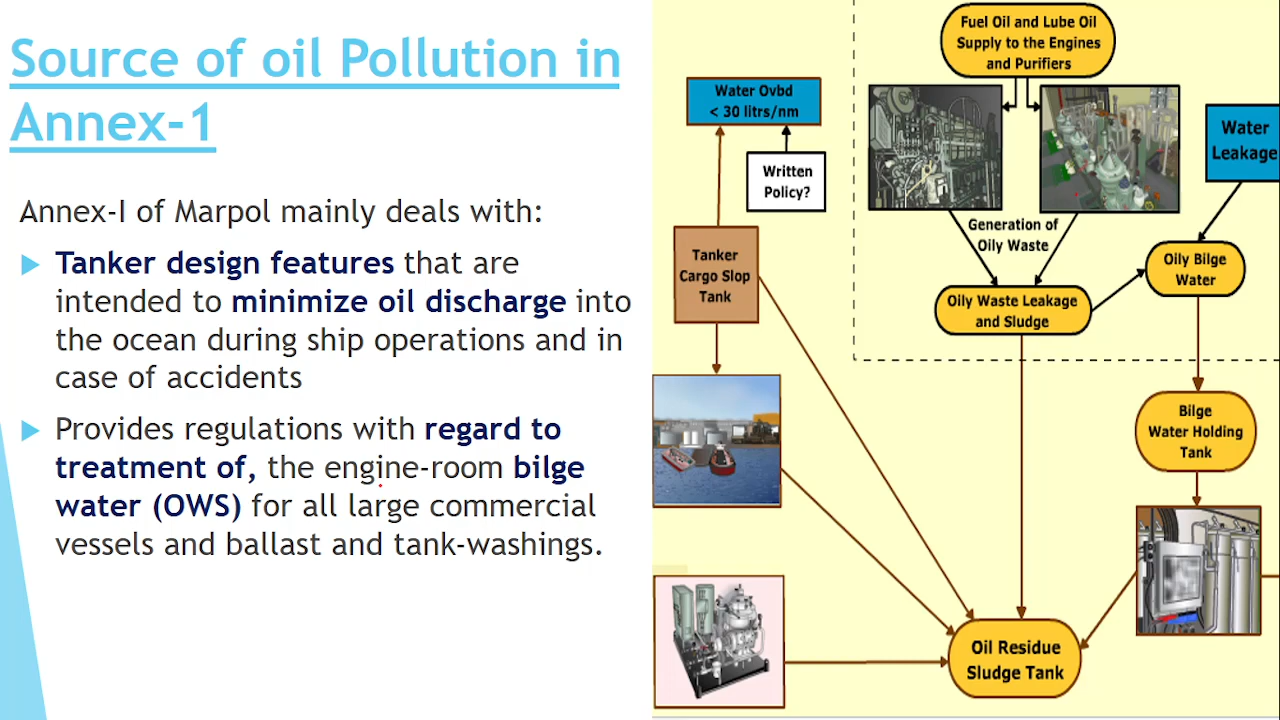 Source of oil Pollution in
Annex-1
Annex-I of Marpol mainly deals with:
Tanker design features that are
intended to minimize oil discharge into
the ocean during ship operations and in
case of accidents
Provides regulations with regard to
treatment of, the engine-room bilge
water (OWS) for all large commercial
vessels and ballast and tank-washings.
Fuel Oil and Lube Oil
Supply to the Engines
and Purifiers
Water Ovbd
< 30 litrs/nm
Written
Policy?
Water
Leakage
Generation of
Oily Waste
Tanker
Cargo Slop
Tank
Oily Bilge
Water
Oily Waste Leakage
and Sludge
Bilge
Water Holding
Tank
Oil Residue
Sludge Tank